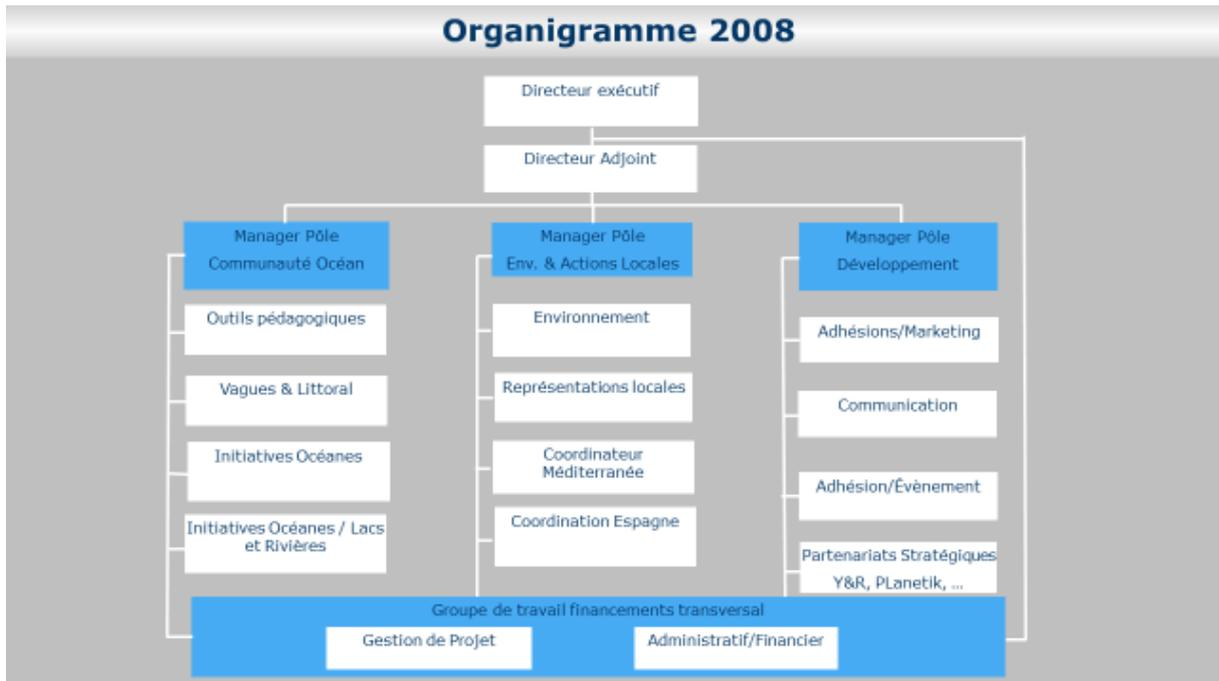 Organigramme 2008
Directeur exécutif
Directeur Adjoint
Manager Pôle
Communauté Océan
Outils pédagogiques
Vagues & Littoral
Initiatives Océanes
Initiatives Océanes / Lacs
et Rivières
Manager Pôle
Env. & Actions Locales
Environnement
Représentations locales
Coordinateur
Méditerranée
Coordination Espagne
Manager Pôle
Développement
Adhésions/Marketing
Communication
Adhésion/Évènement
Partenariats Stratégiques
Y&R, PLanetik, ...
Groupe de travail financements transversal
Gestion de Projet
Administratif/Financier